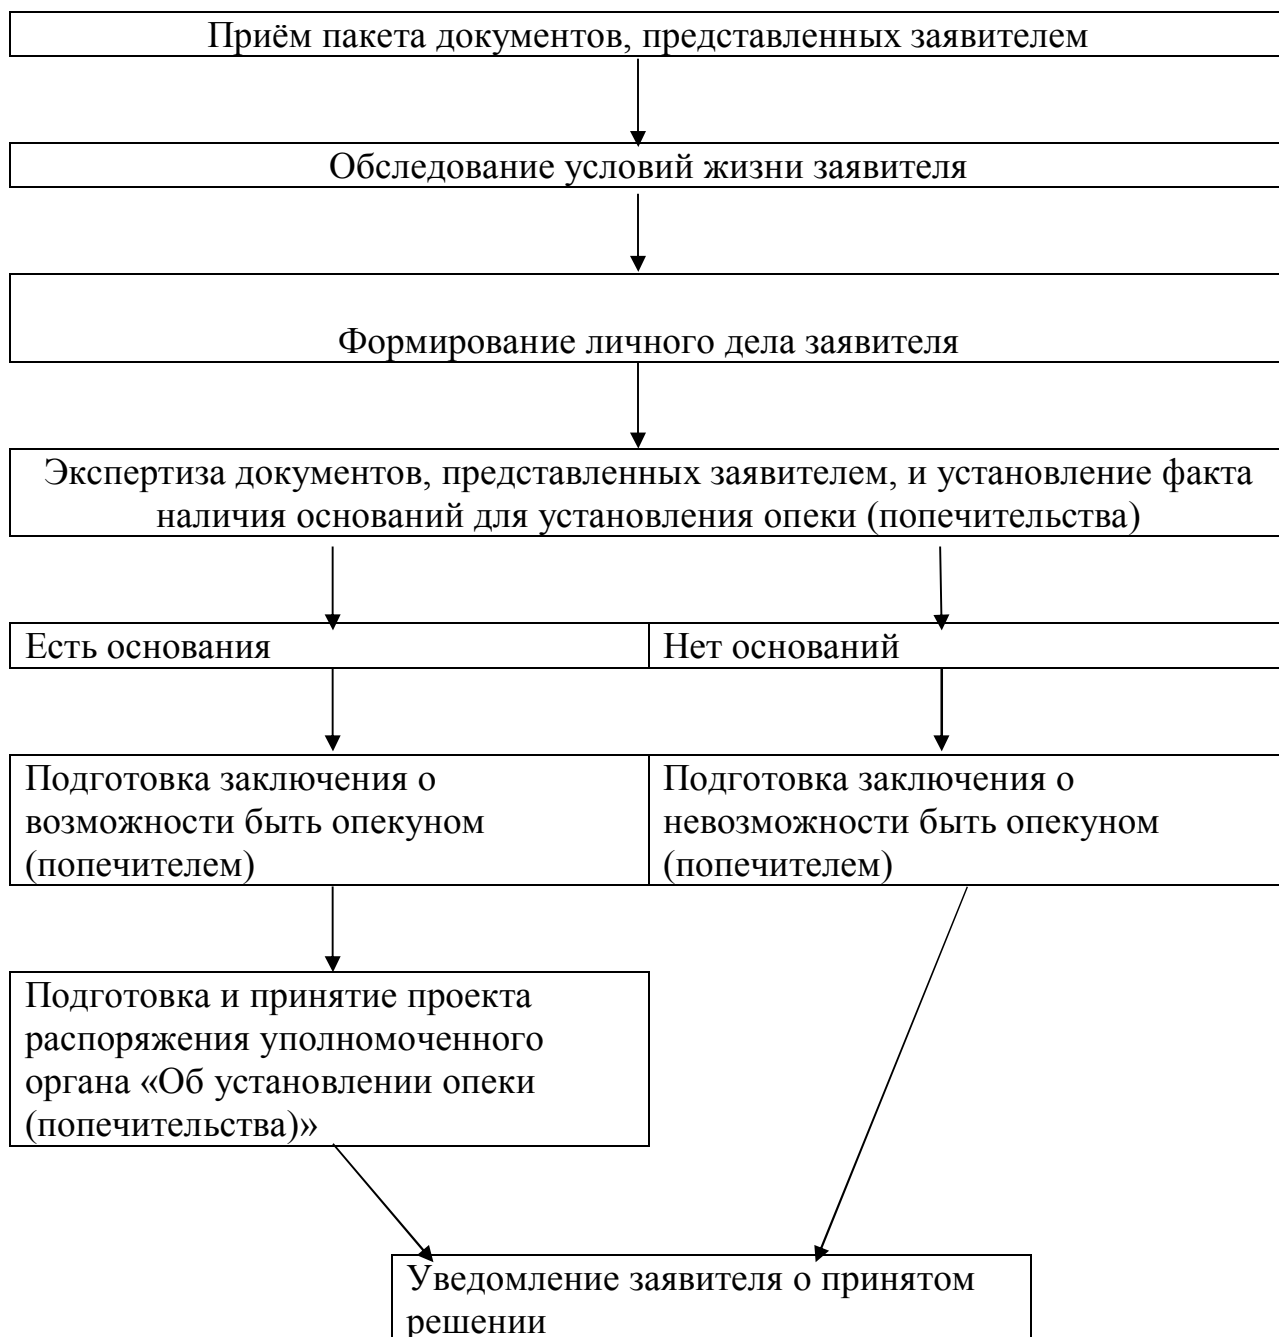 Приём пакета документов, представленных заявителем
Обследование условий жизни заявителя
Формирование личного дела заявителя
Экспертиза документов, представленных заявителем, и установление факта
наличия оснований для установления опеки (попечительства)
Есть основания
Нет оснований
Подготовка заключения о
возможности быть опекуном
(попечителем)
Подготовка заключения о
невозможности быть опекуном
(попечителем)
Подготовка и принятие проекта
распоряжения уполномоченного
органа «Об установлении опеки
(попечительства)»
Уведомление заявителя о принятом
решении